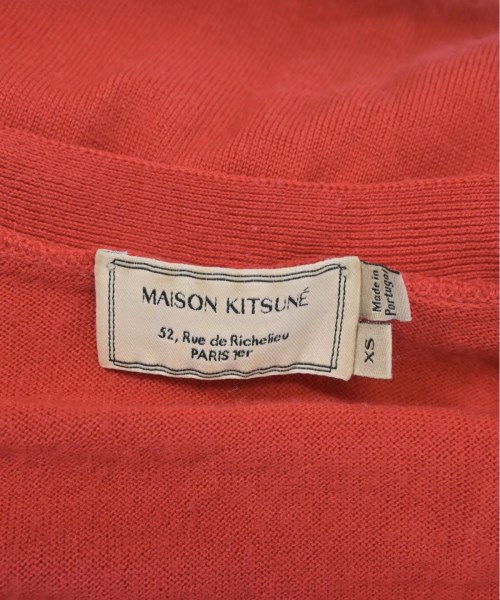 MAISON KITSUNÉ
52, Rue de Richelieu
PARIS 1er
Made in
Portugal
XS